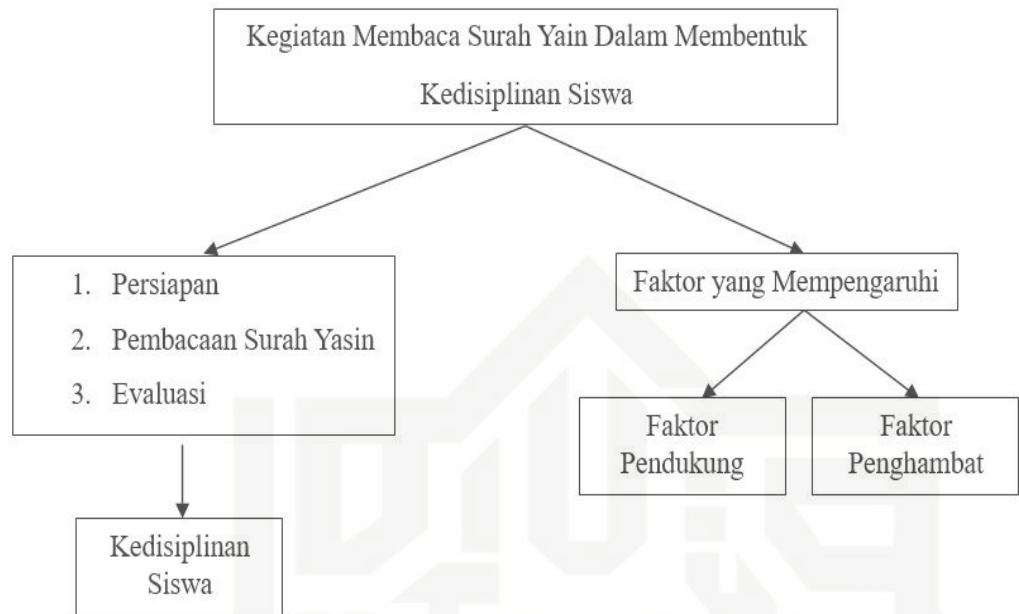 Kegiatan Membaca Surah Yain Dalam Membentuk
Kedisiplinan Siswa
1. Persiapan
2. Pembacaan Surah Yasin
3. Evaluasi
Faktor yang Mempengaruhi
Faktor
Pendukung
Faktor
Penghambat
Kedisiplinan
Siswa